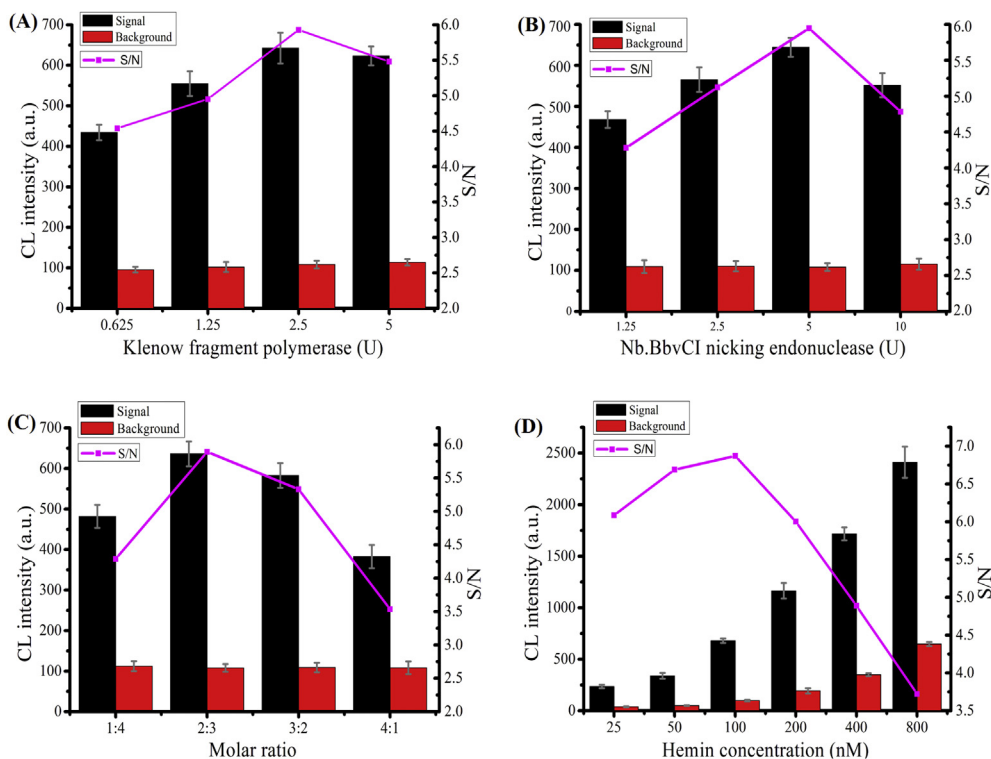 (A)
Signal
Background
S/N
CL intensity (a.u.)
700
600
500
400
300
200
100
0
6.0
5.5
5.0
4.5
4.0
3.5
3.0
2.5
2.0
S/N
0.625 1.25 2.5 5
Klenow fragment polymerase (U)
(B)
Signal
Background
S/N
CL intensity (a.u.)
700
600
500
400
300
200
100
0
6.0
5.5
5.0
4.5
4.0
3.5
3.0
2.5
2.0
S/N
1.25 2.5 5 10
Nb.BbvCI nicking endonuclease (U)
(C)
Signal
Background
S/N
CL intensity (a.u.)
700
600
500
400
300
200
100
0
6.0
5.5
5.0
4.5
4.0
3.5
3.0
2.5
2.0
S/N
1:4 2:3 3:2 4:1
Molar ratio
(D)
Signal
Background
S/N
CL intensity (a.u.)
2500
2000
1500
1000
500
0
7.0
6.5
6.0
5.5
5.0
4.5
4.0
3.5
S/N
25 50 100 200 400 800
Hemin concentration (nM)